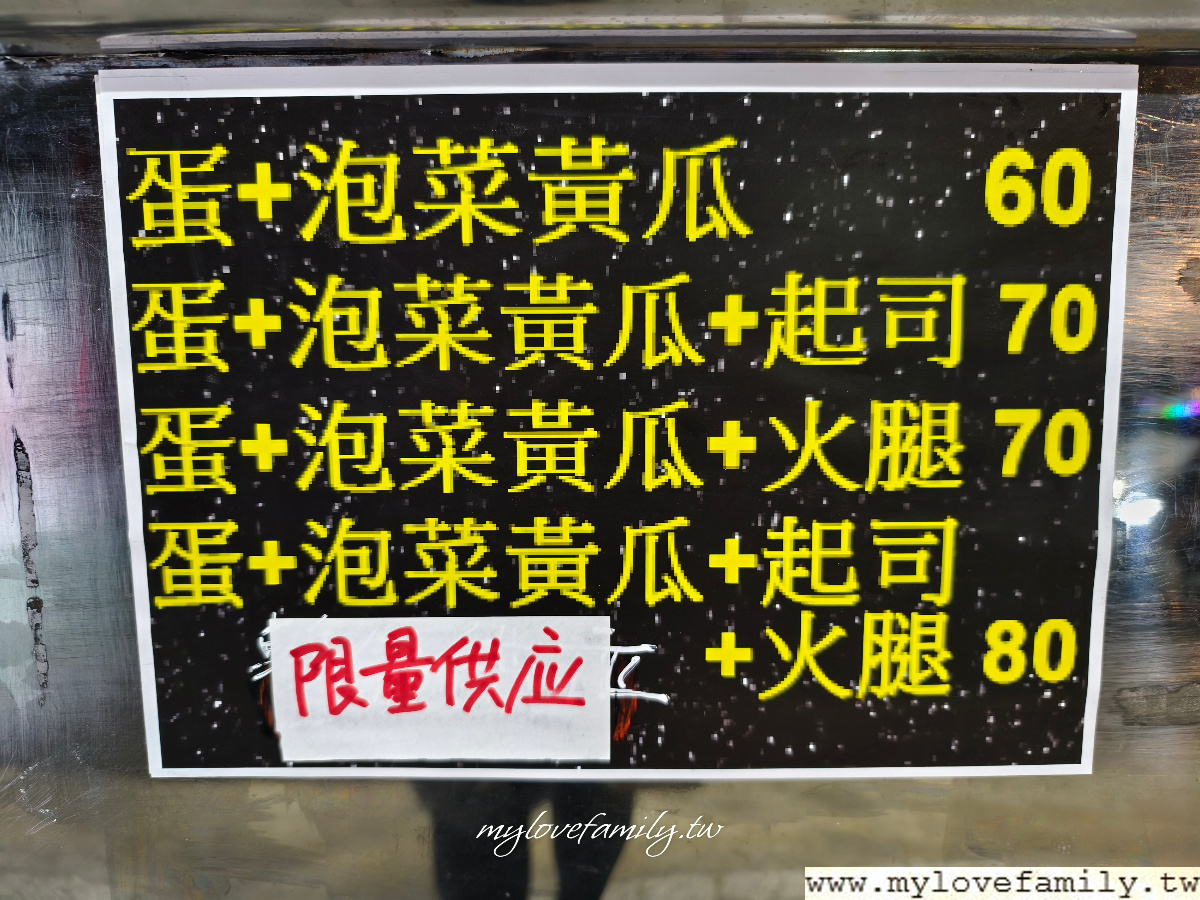 蛋+泡菜黃瓜 60
蛋+泡菜黃瓜+起司 70
蛋+泡菜黃瓜+火腿 70
蛋+泡菜黃瓜+起司
+火腿 80
限量供应
mylovefamily.tw
www.mylovefamily.tw